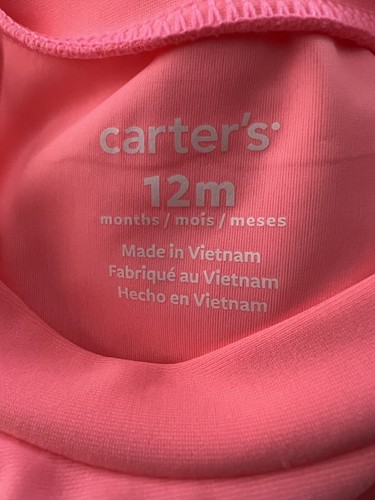 carter's
12m
months / mois / meses
Made in Vietnam
Fabriqué au Vietnam
Hecho en Vietnam